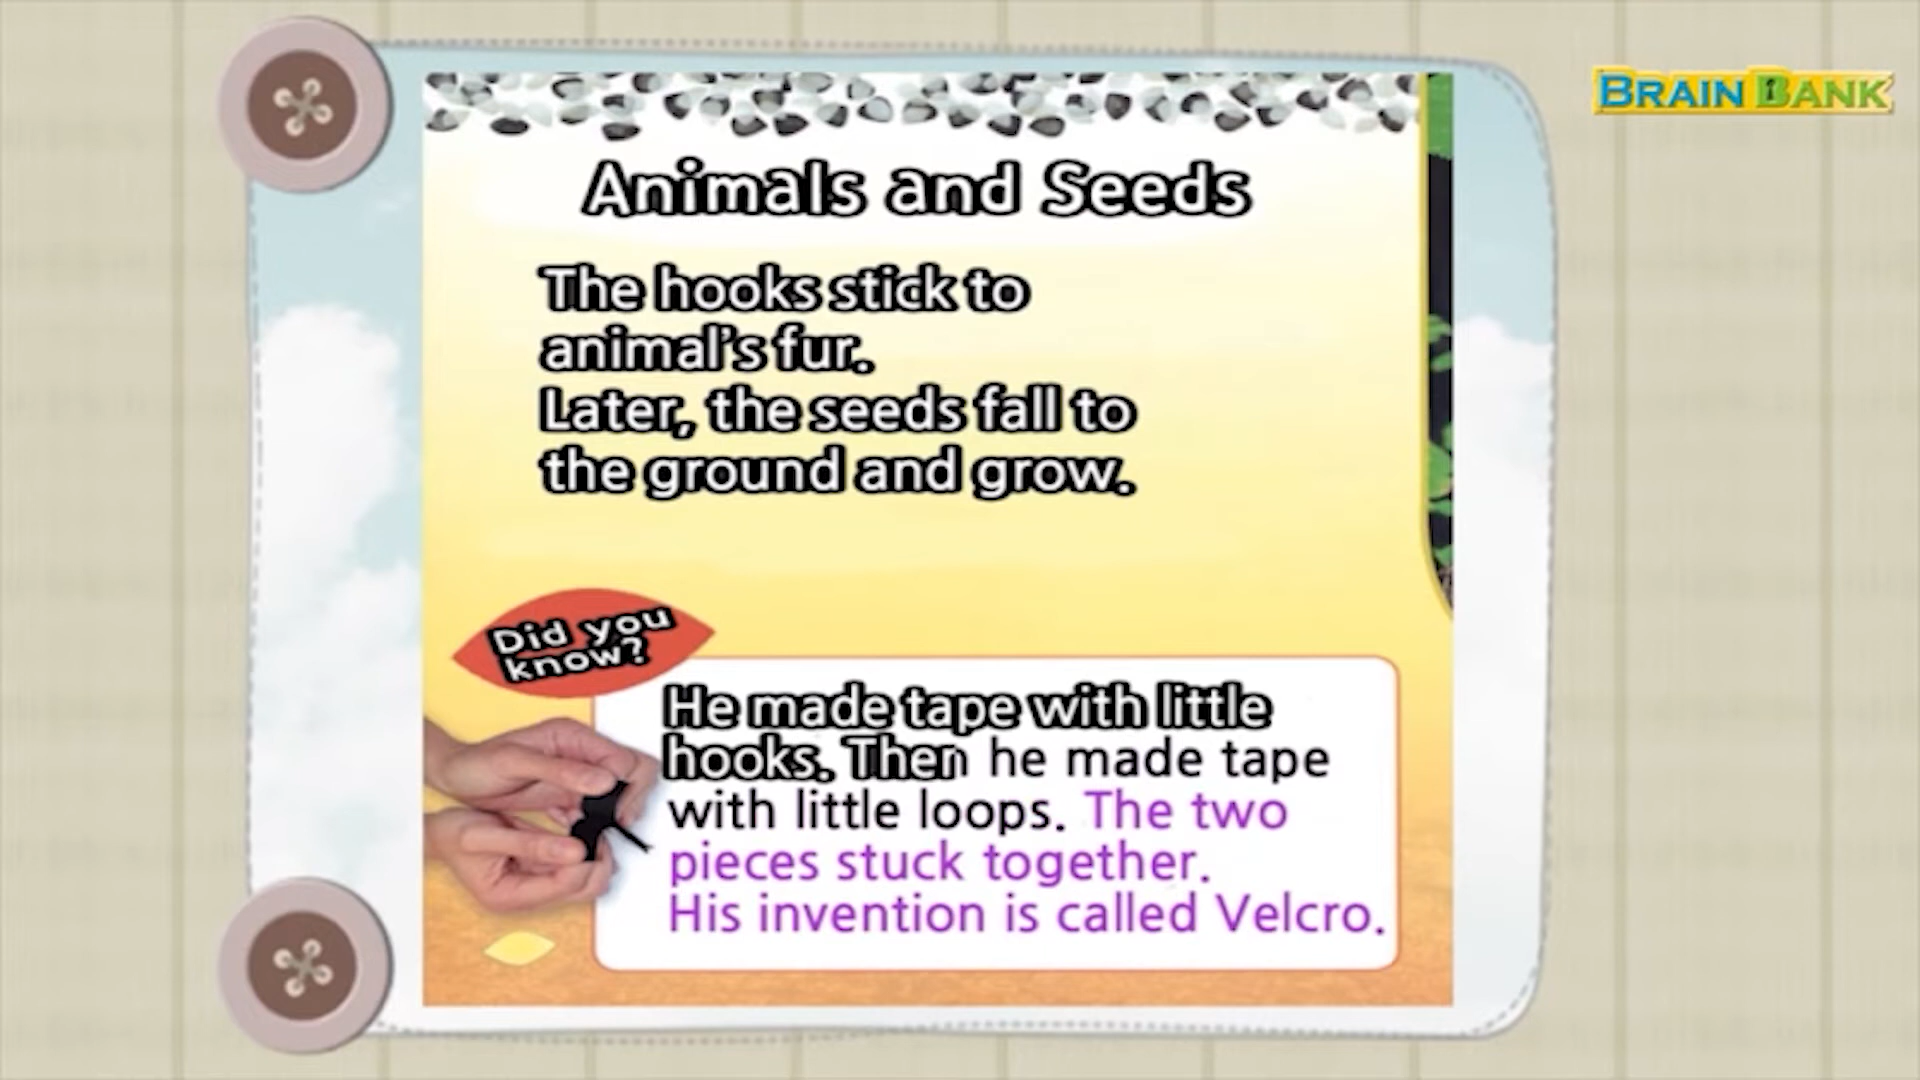 BRAIN BANK
Animals and Seeds
The hooks stick to
animal's fur.
Later, the seeds fall to
the ground and grow.
Did you
know?
He made tape with little
hooks. Then he made tape
with little loops. The two
pieces stuck together.
His invention is called Velcro.